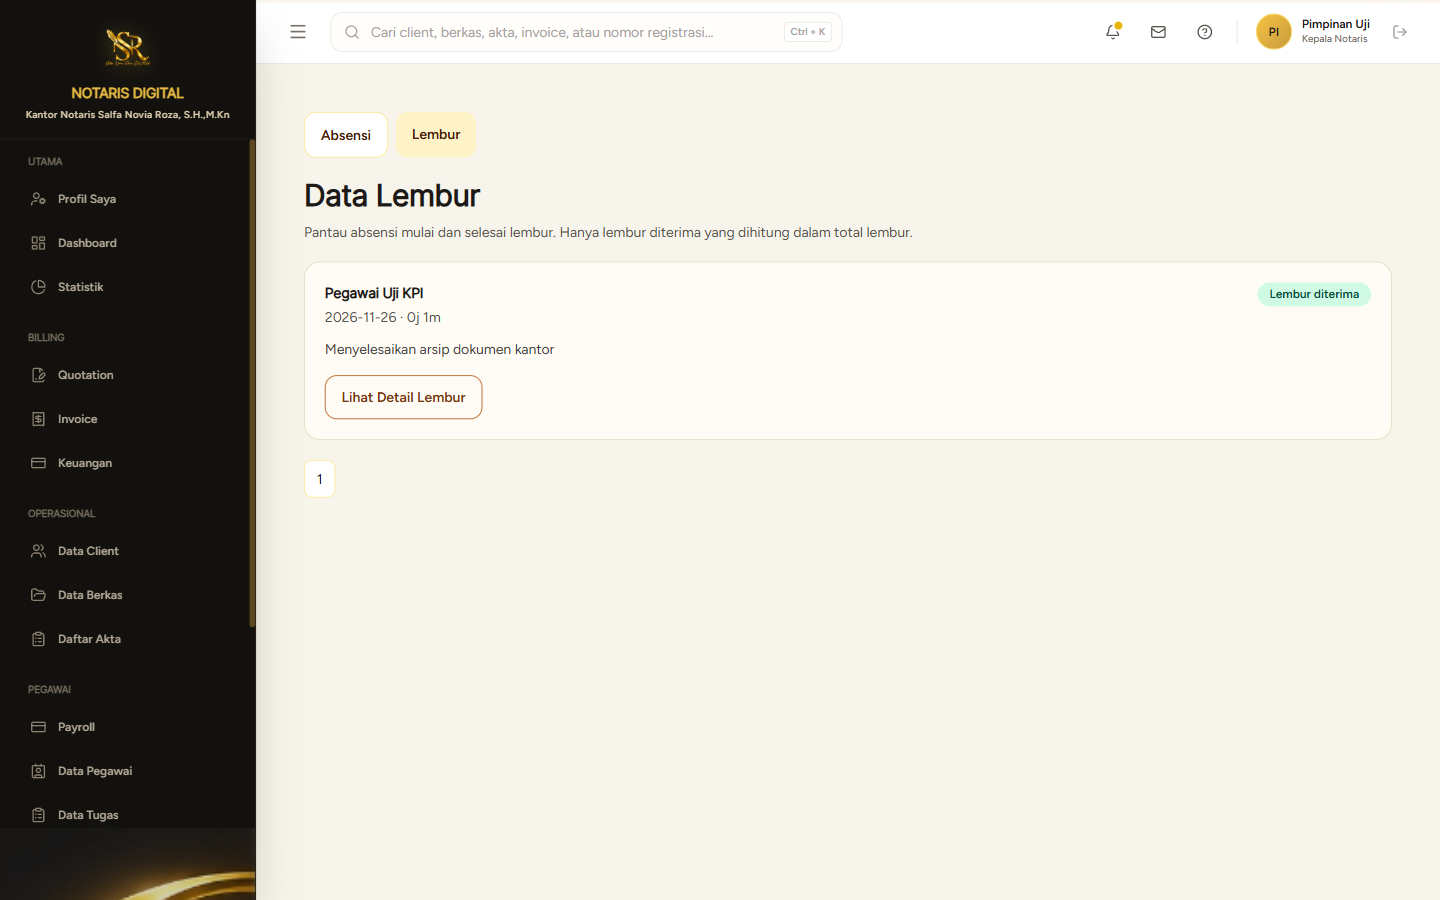 SR
NOTARIS DIGITAL
Kantor Notaris Salfa Novia Roza, S.H.,M.Kn
UTAMA
Profil Saya
Dashboard
Statistik
BILLING
Quotation
Invoice
Keuangan
OPERASIONAL
Data Client
Data Berkas
Daftar Akta
PEGAWAI
Payroll
Data Pegawai
Data Tugas
Cari client, berkas, akta, invoice, atau nomor registrasi...
Ctrl + K
PI
Pimpinan Uji
Kepala Notaris
Absensi
Lembur
Data Lembur
Pantau absensi mulai dan selesai lembur. Hanya lembur diterima yang dihitung dalam total lembur.
Pegawai Uji KPI
Lembur diterima
2026-11-26 · 0j 1m
Menyelesaikan arsip dokumen kantor
Lihat Detail Lembur
1